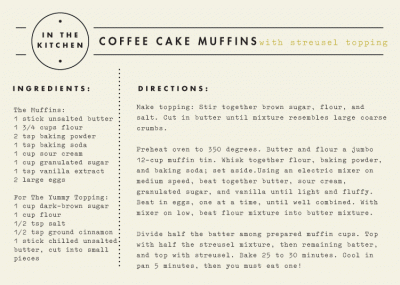 IN THE
KITCHEN
COFFEE CAKE MUFFINS with streusel topping
INGREDIENTS:
The Muffins:
1 stick unsalted butter
1 3/4 cups flour
2 tsp baking powder
1 tsp baking soda
1 cup sour cream
1 cup granulated sugar
1 tsp vanilla extract
2 large eggs
For The Yummy Topping:
1 cup dark-brown sugar
1 cup flour
1/2 tsp salt
1/2 tsp ground cinnamon
1 stick chilled unsalted
butter, cut into small
pieces
DIRECTIONS:
Make topping: Stir together brown sugar, flour, and
salt. Cut in butter until mixture resembles large coarse
crumbs.
Preheat oven to 350 degrees. Butter and flour a jumbo
12-cup muffin tin. Whisk together flour, baking powder,
and baking soda; set aside.Using an electric mixer on
medium speed, beat together butter, sour cream,
granulated sugar, and vanilla until light and fluffy.
Beat in eggs, one at a time, until well combined. With
mixer on low, beat flour mixture into butter mixture.
Divide half the batter among prepared muffin cups. Top
with half the streusel mixture, then remaining batter,
and top with streusel. Bake 25 to 30 minutes. Cool in
pan 5 minutes, then you must eat one!